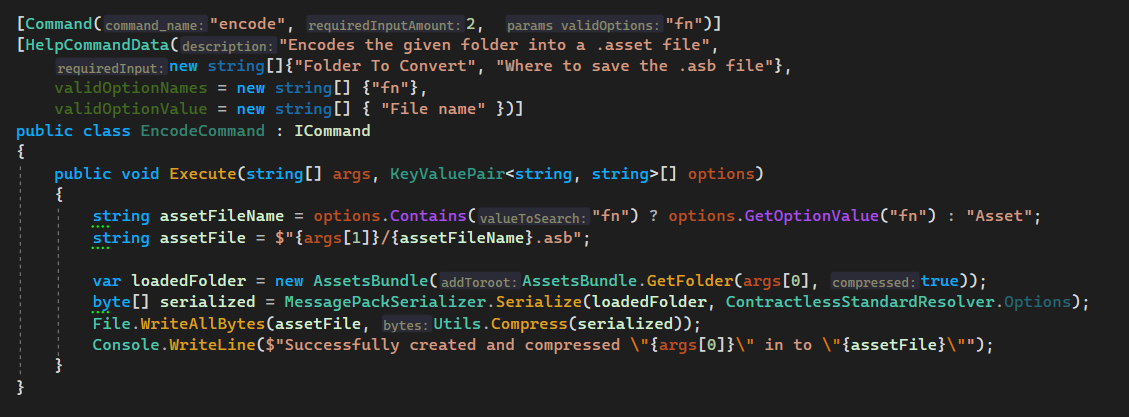 [Command(command_name:"encode", requiredInputAmount:2, params validOptions:"fn")]
[HelpCommandData(description:"Encodes the given folder into a .asset file",
requiredInput:new string[]{"Folder To Convert", "Where to save the .asb file"},
validOptionNames = new string[] {"fn"},
validOptionValue = new string[] { "File name" })]
public class EncodeCommand : ICommand
{
public void Execute(string[] args, KeyValuePair<string, string>[] options)
{
string assetFileName = options.Contains(valueToSearch:"fn") ? options.GetOptionValue("fn") : "Asset";
string assetFile = $"{args[1]}/{assetFileName}.asb";
var loadedFolder = new AssetsBundle(addToroot:AssetsBundle.GetFolder(args[0], compressed:true));
byte[] serialized = MessagePackSerializer.Serialize(loadedFolder, ContractlessStandardResolver.Options);
File.WriteAllBytes(assetFile, bytes:Utils.Compress(serialized));
Console.WriteLine($"Successfully created and compressed \"{args[0]}\" in to \"{assetFile}\"");
}
}